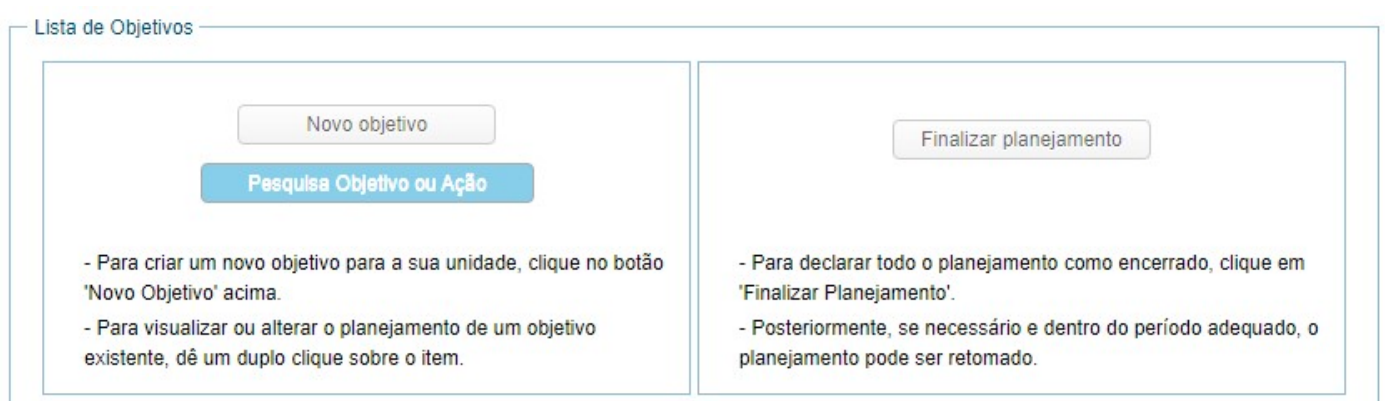 Lista de Objetivos
Novo objetivo
Pesquisa Objetivo ou Ação
- Para criar um novo objetivo para a sua unidade, clique no botão
'Novo Objetivo' acima.
- Para visualizar ou alterar o planejamento de um objetivo
existente, dê um duplo clique sobre o item.
Finalizar planejamento
- Para declarar todo o planejamento como encerrado, clique em
'Finalizar Planejamento'.
- Posteriormente, se necessário e dentro do período adequado, o
planejamento pode ser retomado.